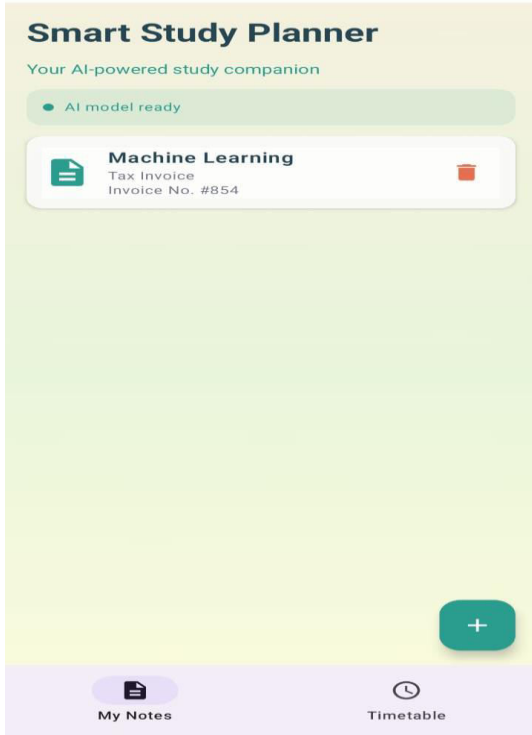 Smart Study Planner
Your AI-powered study companion
AI model ready
Machine Learning
Tax Invoice
Invoice No. #854
My Notes
Timetable